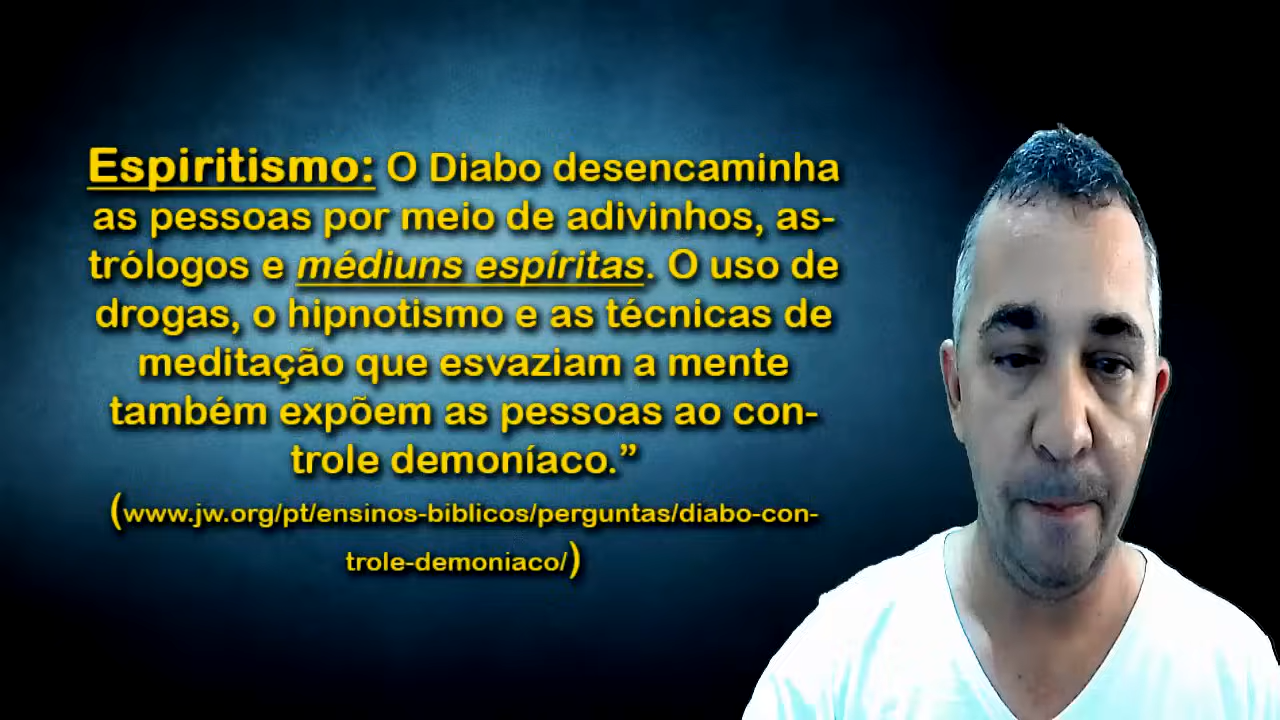 Espiritismo: O Diabo desencaminha
as pessoas por meio de adivinhos, as-
trólogos e médiuns espíritas. O uso de
drogas, o hipnotismo e as técnicas de
meditação que esvaziam a mente
também expõem as pessoas ao con-
trole demoníaco.”
(www.jw.org/pt/ensinos-biblicos/perguntas/diabo-con-
trole-demoniaco/)